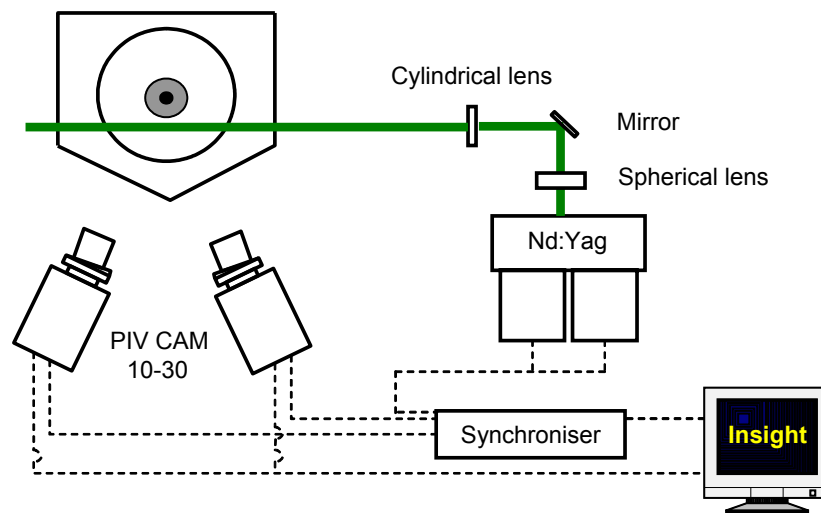 Cylindrical lens
Mirror
Spherical lens
Nd:Yag
PIV CAM
10-30
Synchroniser
Insight